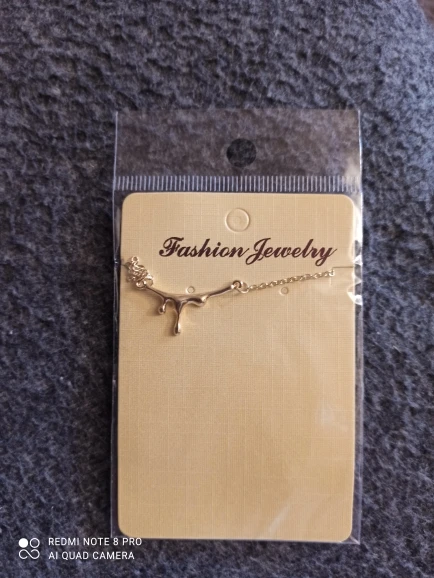 Fashion Jewelry
REDMI NOTE 8 PRO
AI QUAD CAMERA